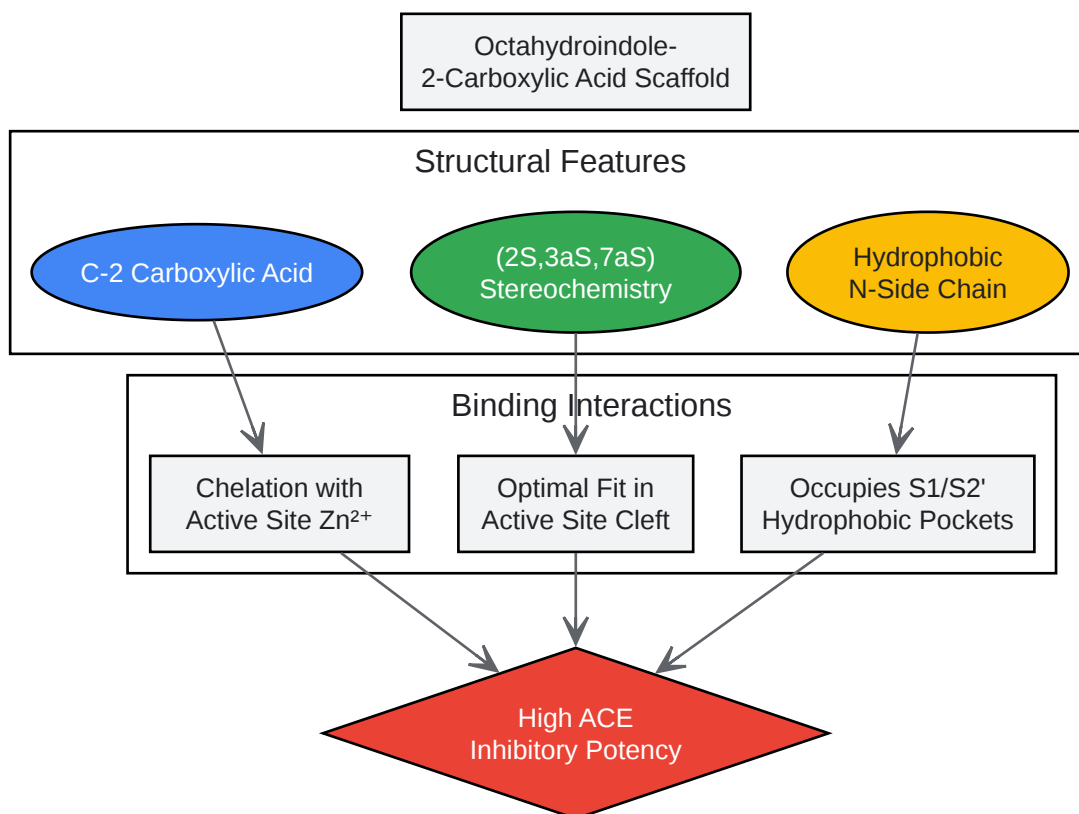 Octahydroindole-
2-Carboxylic Acid Scaffold
Structural Features
C-2 Carboxylic Acid
(2S,3aS,7aS)
Stereochemistry
Hydrophobic
N-Side Chain
Binding Interactions
Chelation with
Active Site Zn²⁺
Optimal Fit in
Active Site Cleft
Occupies S1/S2'
Hydrophobic Pockets
High ACE
Inhibitory Potency